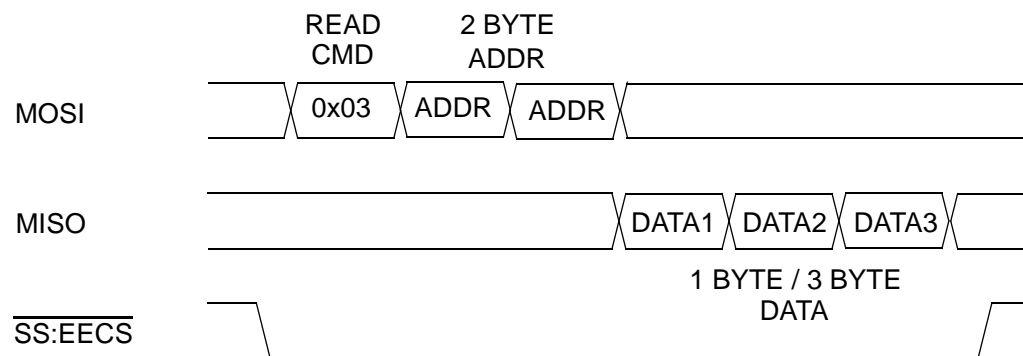 READ CMD
2 BYTE ADDR
MOSI
0x03
ADDR
ADDR
MISO
DATA1
DATA2
DATA3
1 BYTE / 3 BYTE
DATA
SS:EECS